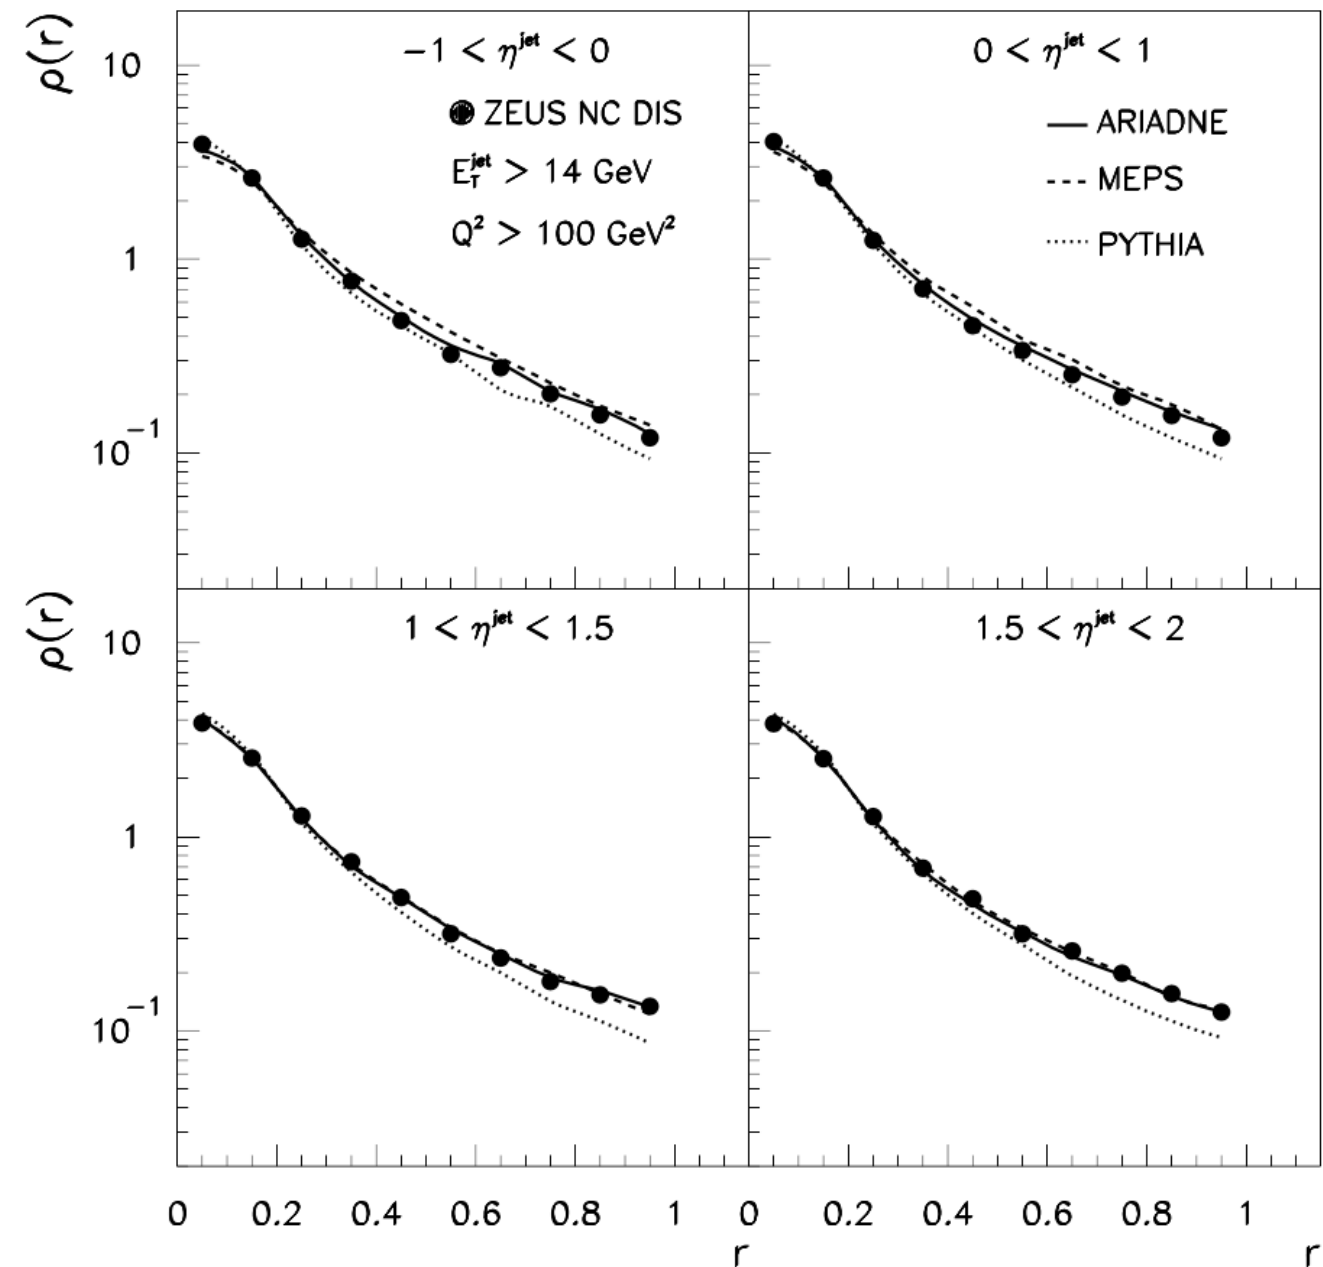 ρ(r)
10
1
10⁻¹
−1 < η^jet < 0
ZEUS NC DIS
E_T^jet > 14 GeV
Q² > 100 GeV²
0 < η^jet < 1
ARIADNE
MEPS
PYTHIA
ρ(r)
10
1
10⁻¹
1 < η^jet < 1.5
1.5 < η^jet < 2
0 0.2 0.4 0.6 0.8 1
r
0 0.2 0.4 0.6 0.8 1
r